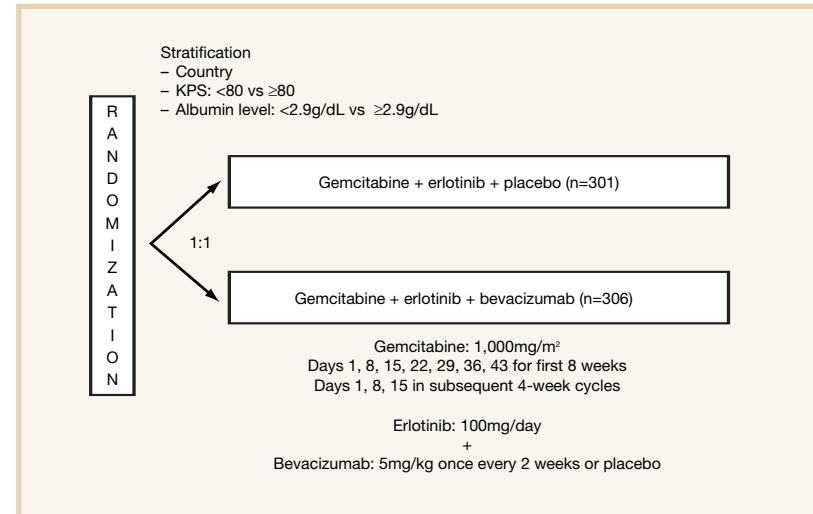 Stratification
– Country
– KPS: <80 vs ≥80
– Albumin level: <2.9g/dL vs ≥2.9g/dL
RANDOMIZATION
Gemcitabine + erlotinib + placebo (n=301)
1:1
Gemcitabine + erlotinib + bevacizumab (n=306)
Gemcitabine: 1,000mg/m²
Days 1, 8, 15, 22, 29, 36, 43 for first 8 weeks
Days 1, 8, 15 in subsequent 4-week cycles
Erlotinib: 100mg/day
+
Bevacizumab: 5mg/kg once every 2 weeks or placebo